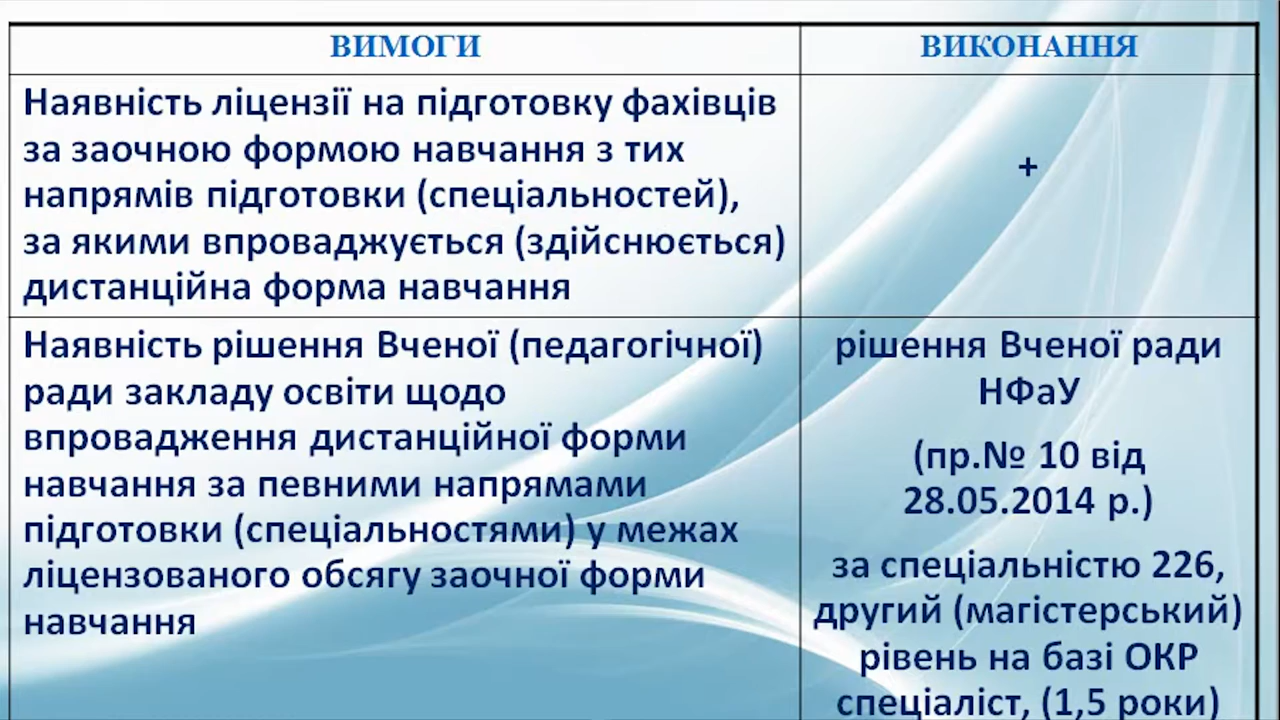 ВИМОГИ
ВИКОНАННЯ
Наявність ліцензії на підготовку фахівців
за заочною формою навчання з тих
напрямів підготовки (спеціальностей),
за якими впроваджується (здійснюється)
дистанційна форма навчання
+
Наявність рішення Вченої (педагогічної)
ради закладу освіти щодо
впровадження дистанційної форми
навчання за певними напрямами
підготовки (спеціальностями) у межах
ліцензованого обсягу заочної форми
навчання
рішення Вченої ради
НФаУ
(пр.№ 10 від
28.05.2014 р.)
за спеціальністю 226,
другий (магістерський)
рівень на базі ОКР
спеціаліст, (1,5 роки)